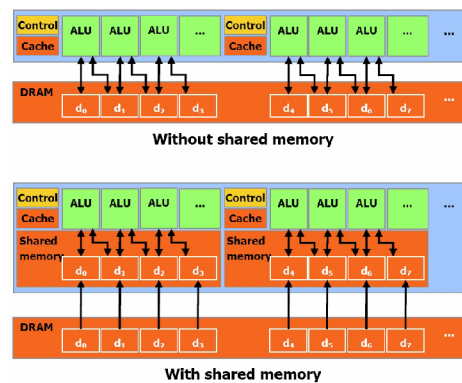 Control ALU ALU ALU ... Control ALU ALU ALU ... ...
Cache Cache
DRAM ...
d₀ d₁ d₂ d₃ d₄ d₅ d₆ d₇
Without shared memory
Control ALU ALU ALU ... Control ALU ALU ALU ... ...
Cache Cache
Shared Shared
memory memory
d₀ d₁ d₂ d₃ d₄ d₅ d₆ d₇
DRAM ...
d₀ d₁ d₂ d₃ d₄ d₅ d₆ d₇
With shared memory